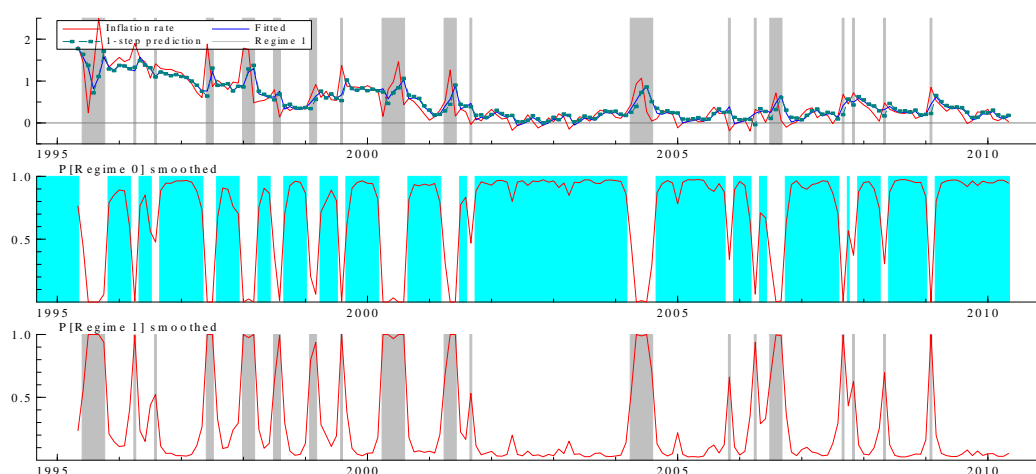 Inflation rate Fitted
1-step prediction Regime 1
2
1
0
1995 2000 2005 2010
P[Regime 0] smoothed
1.0
0.5
1995 2000 2005 2010
P[Regime 1] smoothed
1.0
0.5
1995 2000 2005 2010